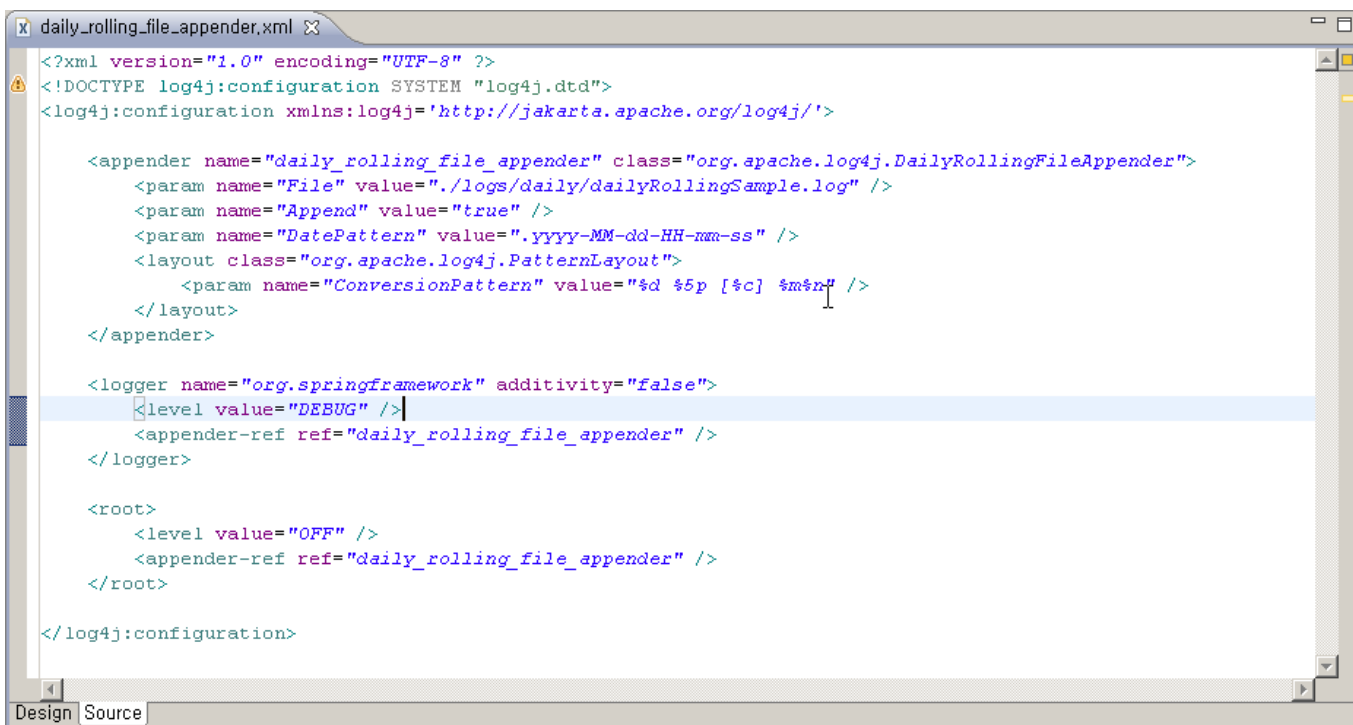 daily_rolling_file_appender.xml
<?xml version="1.0" encoding="UTF-8" ?>
<!DOCTYPE log4j:configuration SYSTEM "log4j.dtd">
<log4j:configuration xmlns:log4j='http://jakarta.apache.org/log4j/'>
<appender name="daily_rolling_file_appender" class="org.apache.log4j.DailyRollingFileAppender">
<param name="File" value="./logs/daily/dailyRollingSample.log" />
<param name="Append" value="true" />
<param name="DatePattern" value=".yyyy-MM-dd-HH-mm-ss" />
<layout class="org.apache.log4j.PatternLayout">
<param name="ConversionPattern" value="%d %5p [%c] %m%n" />
</layout>
</appender>
<logger name="org.springframework" additivity="false">
<level value="DEBUG" />
<appender-ref ref="daily_rolling_file_appender" />
</logger>
<root>
<level value="OFF" />
<appender-ref ref="daily_rolling_file_appender" />
</root>
</log4j:configuration>
Design Source